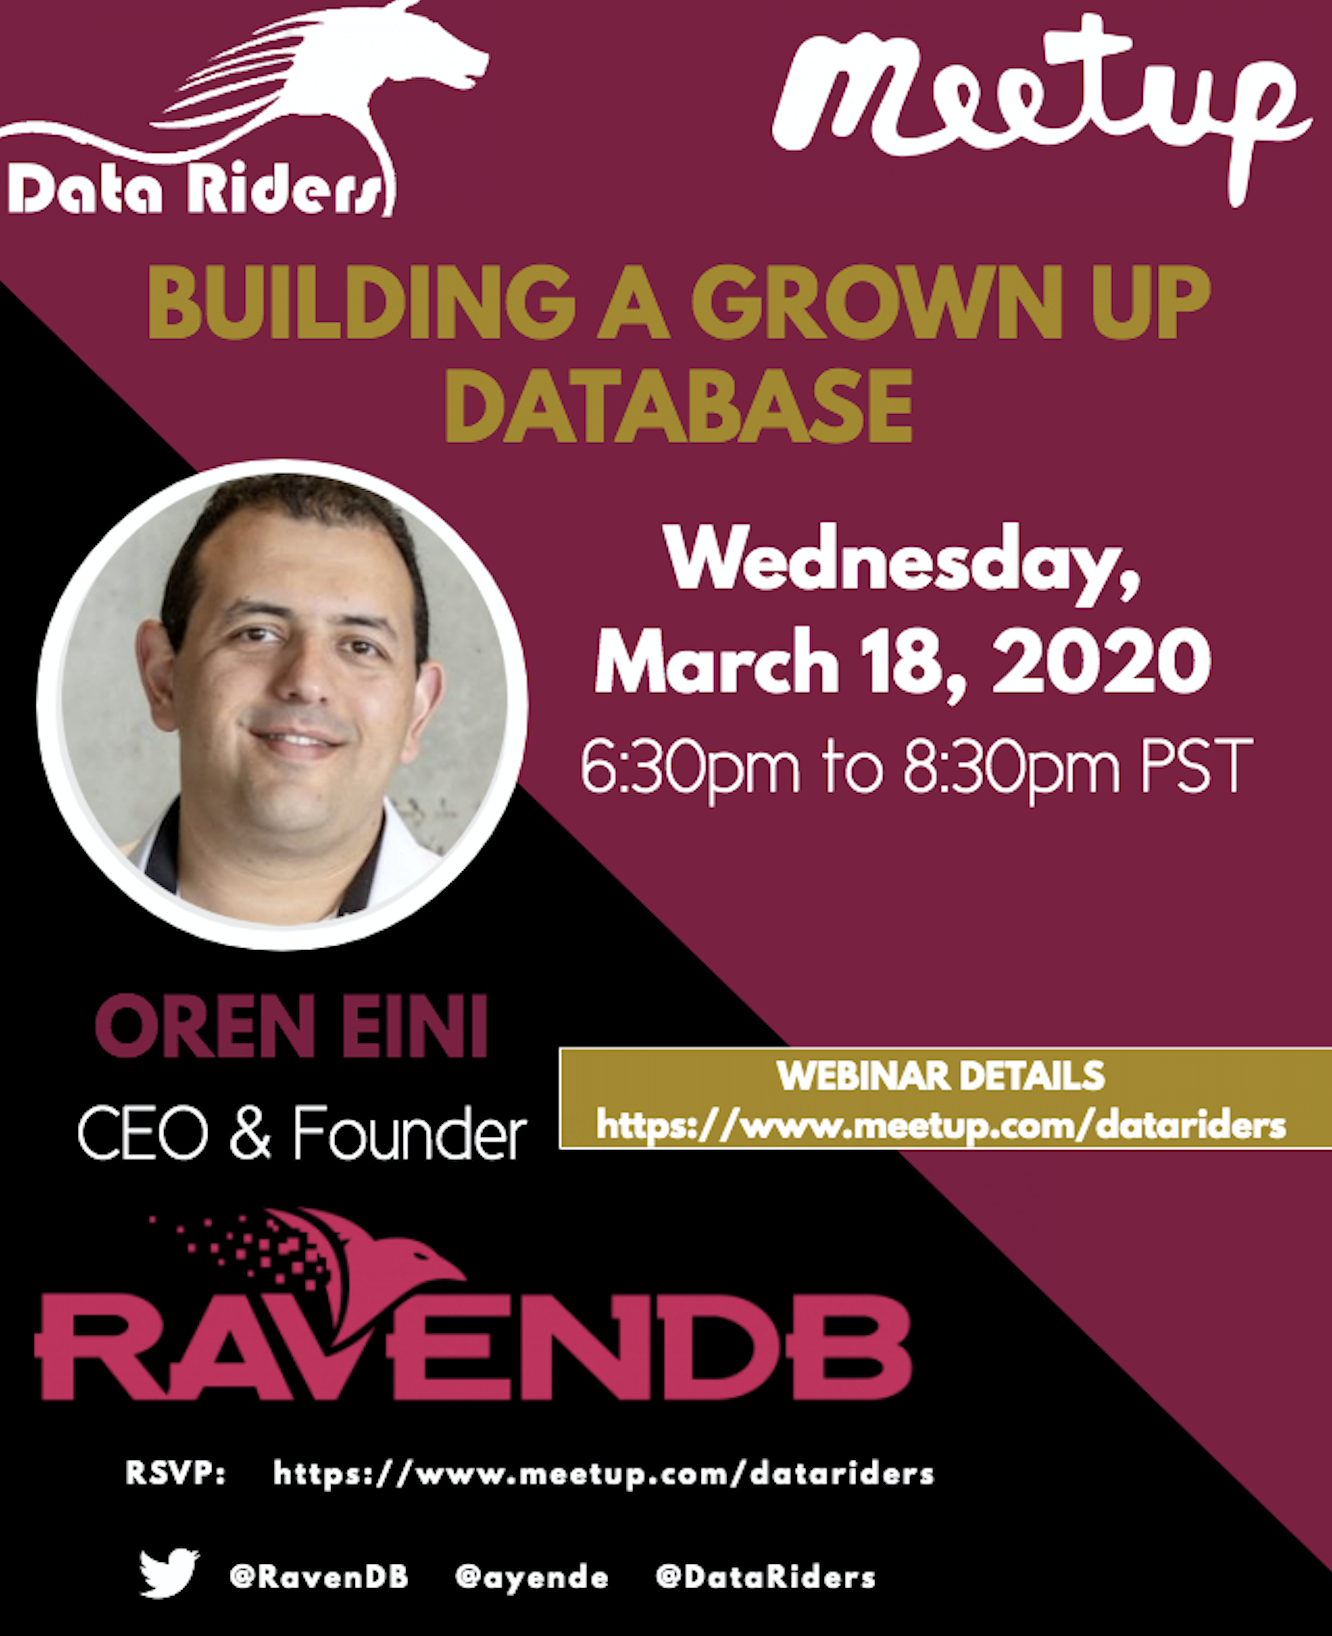 Data Riders
Meetup
BUILDING A GROWN UP
DATABASE
Wednesday,
March 18, 2020
6:30pm to 8:30pm PST
OREN EINI
CEO & Founder
WEBINAR DETAILS
https://www.meetup.com/datariders
RAVENDB
RSVP: https://www.meetup.com/datariders
@RavenDB @ayende @DataRiders